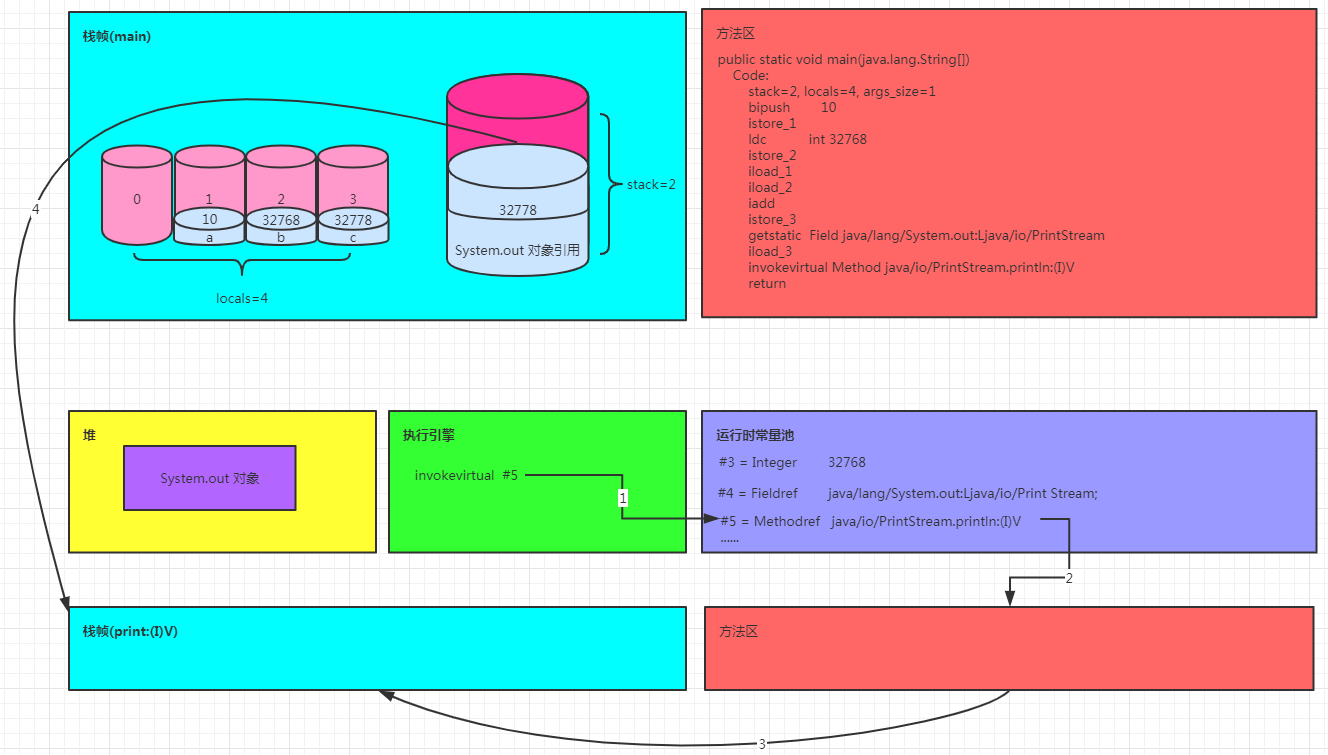 栈帧(main)
0
1
2
3
10
32768
32778
a
b
c
locals=4
32778
System.out 对象引用
stack=2
4
方法区
public static void main(java.lang.String[])
Code:
stack=2, locals=4, args_size=1
bipush 10
istore_1
ldc int 32768
istore_2
iload_1
iload_2
iadd
istore_3
getstatic Field java/lang/System.out:Ljava/io/PrintStream
iload_3
invokevirtual Method java/io/PrintStream.println:(I)V
return
堆
System.out 对象
执行引擎
invokevirtual #5
1
运行时常量池
#3 = Integer 32768
#4 = Fieldref java/lang/System.out:Ljava/io/Print Stream;
#5 = Methodref java/io/PrintStream.println:(I)V
......
2
栈帧(print:(I)V)
方法区
3